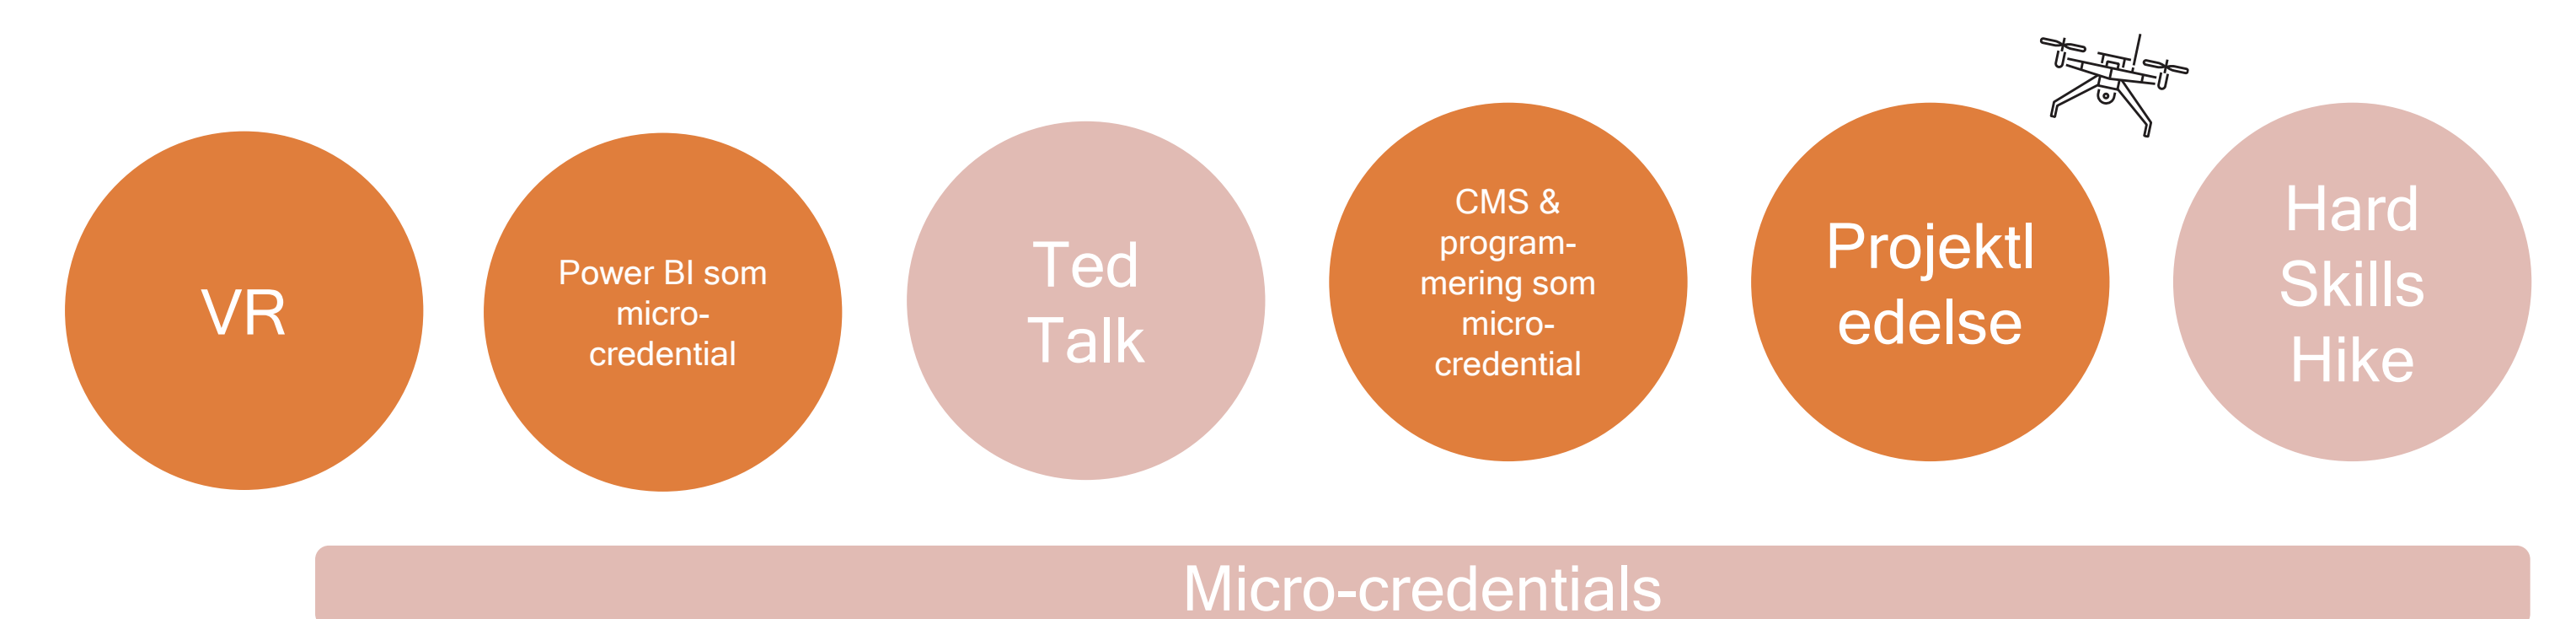 VR
Power BI som
micro-
credential
Ted
Talk
CMS &
program-
mering som
micro-
credential
Projektl
edelse
Hard
Skills
Hike
Micro-credentials